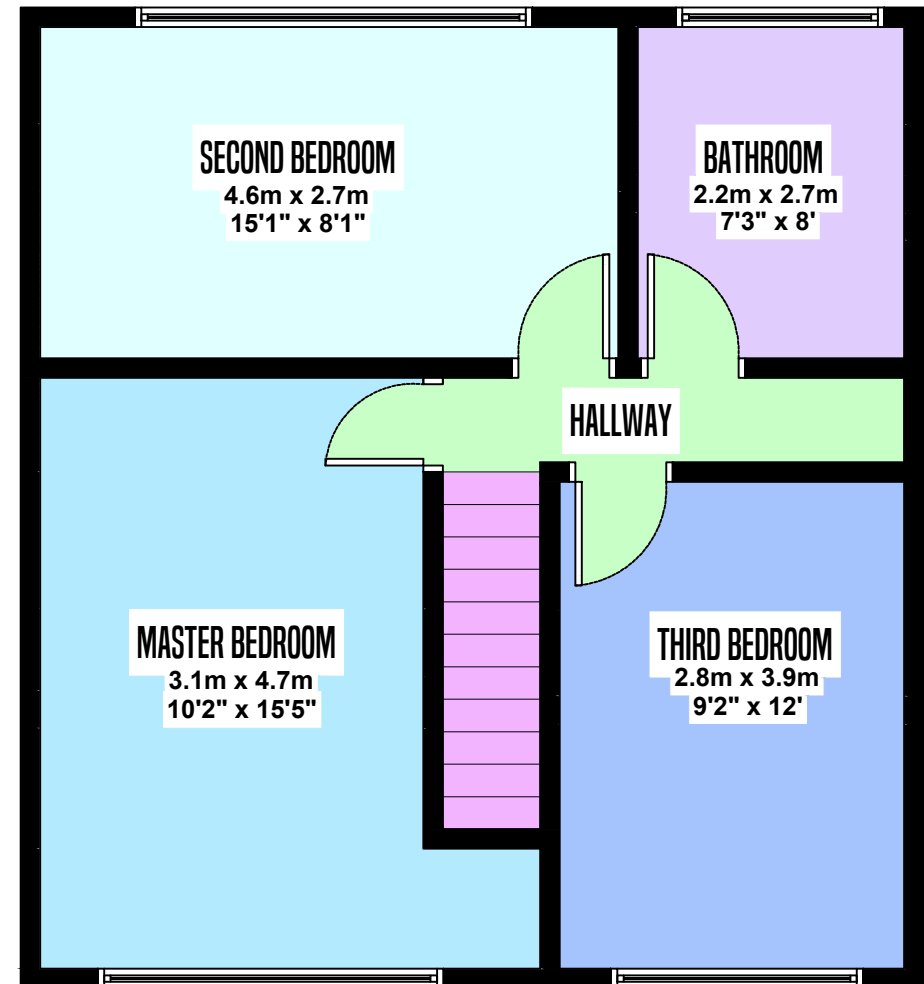 SECOND BEDROOM
4.6m x 2.7m
15'1" x 8'1"
BATHROOM
2.2m x 2.7m
7'3" x 8'
HALLWAY
MASTER BEDROOM
3.1m x 4.7m
10'2" x 15'5"
THIRD BEDROOM
2.8m x 3.9m
9'2" x 12'